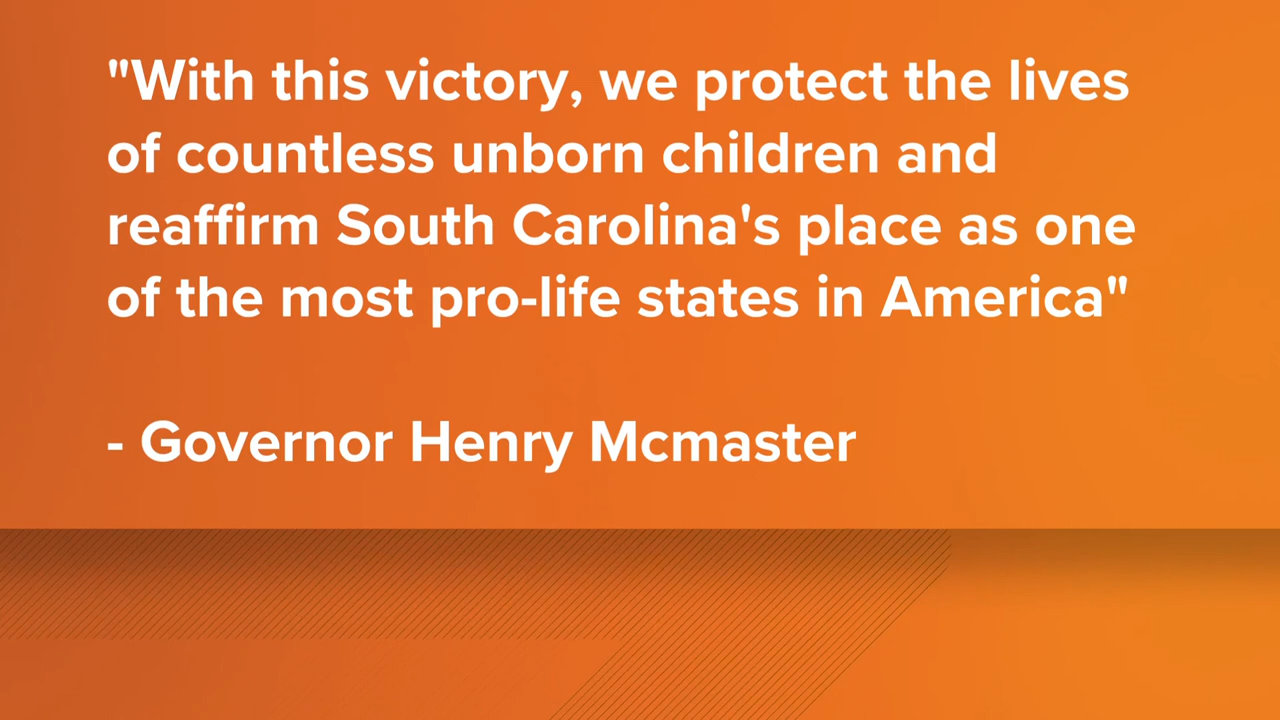 "With this victory, we protect the lives
of countless unborn children and
reaffirm South Carolina's place as one
of the most pro-life states in America"
- Governor Henry Mcmaster